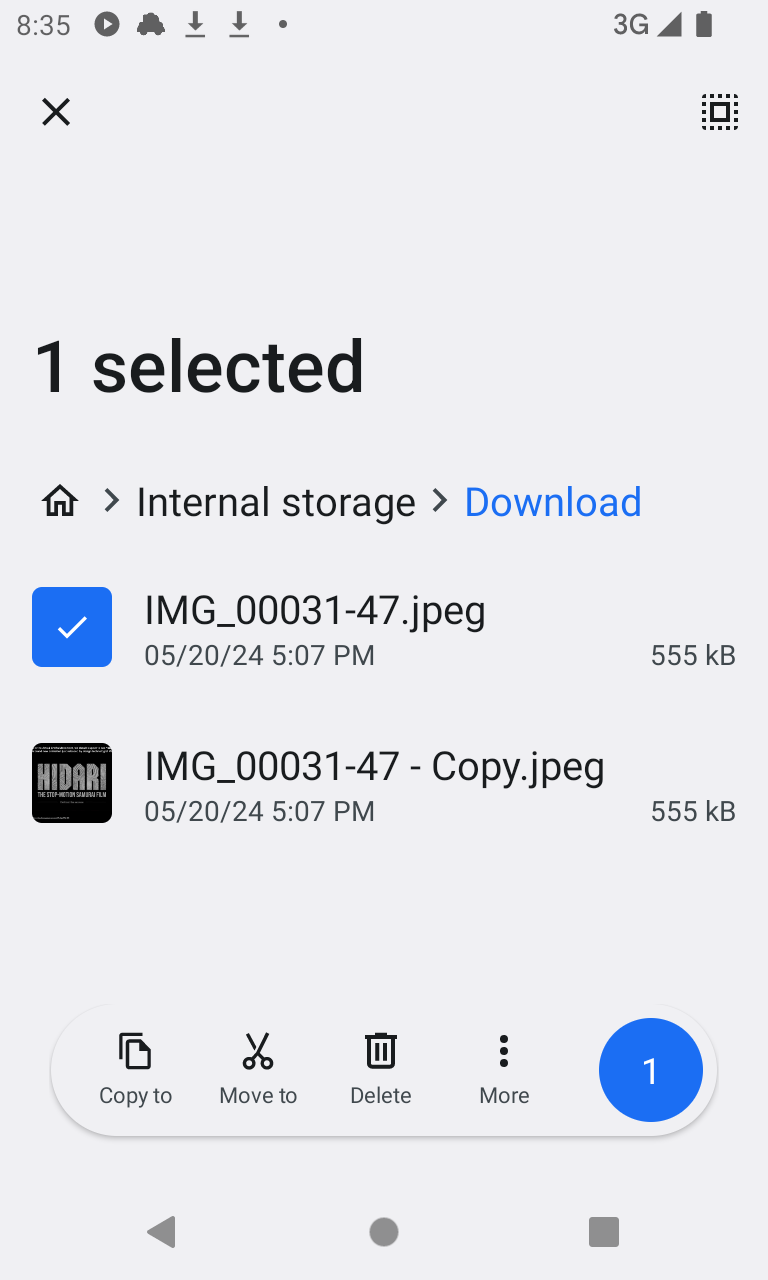 8:35
3G
1 selected
Internal storage
Download
IMG_00031-47.jpeg
05/20/24 5:07 PM
555 kB
HIDARI
THE STOP-MOTION SAMURAI FILM
IMG_00031-47 - Copy.jpeg
05/20/24 5:07 PM
555 kB
Copy to
Move to
Delete
More
1